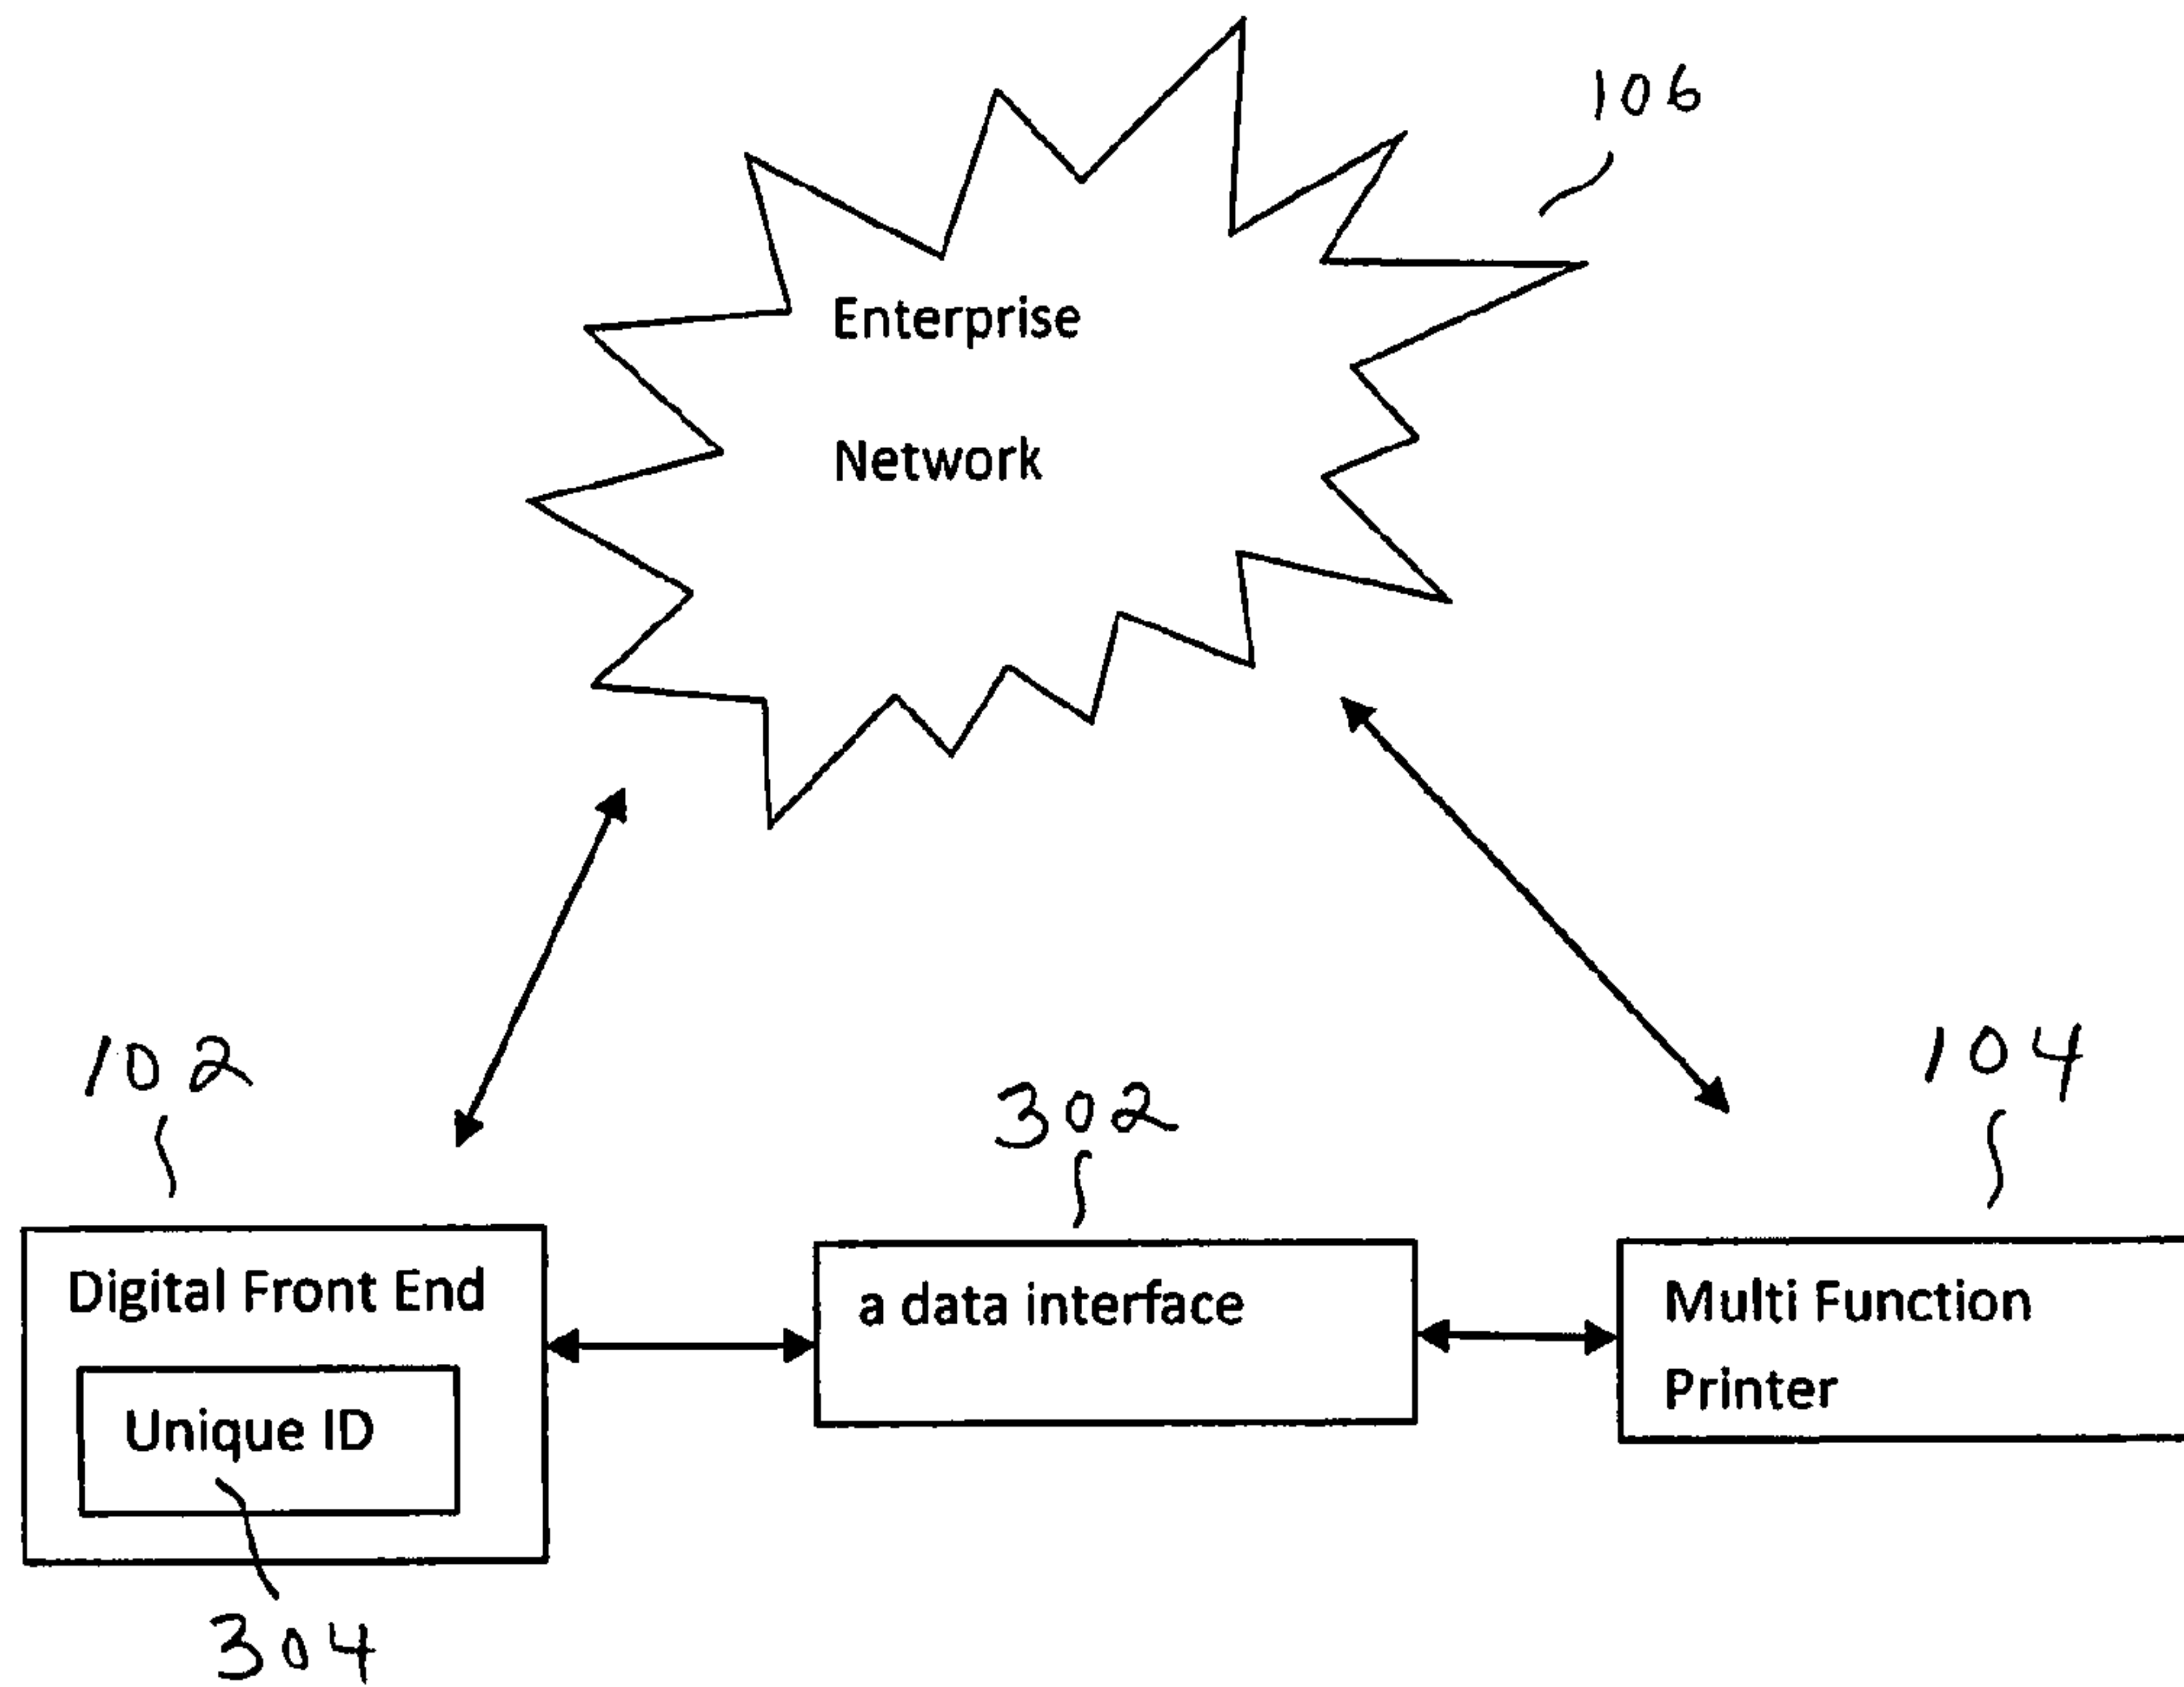 106
Enterprise
Network
102
302
104
Digital Front End
a data interface
Multi Function
Printer
Unique ID
304